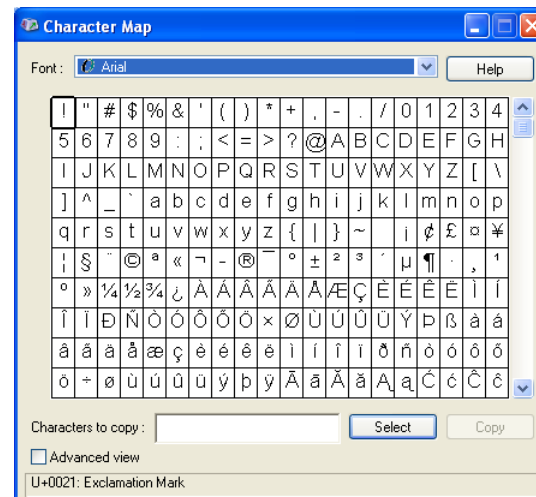 Character Map
Font : Arial Help
! " # $ % & ' ( ) * + , - . / 0 1 2 3 4
5 6 7 8 9 : ; < = > ? @ A B C D E F G H
I J K L M N O P Q R S T U V W X Y Z [ \
] ^ _ ` a b c d e f g h i j k l m n o p
q r s t u v w x y z { | } ~ ¡ ¢ £ ¤ ¥
¦ § ¨ © ª « ¬ - ® ¯ ° ± ² ³ ´ µ ¶ · ¸ ¹
º » ¼ ½ ¾ ¿ À Á Â Ã Ä Å Æ Ç È É Ê Ë Ì Í
Î Ï Ð Ñ Ò Ó Ô Õ Ö × Ø Ù Ú Û Ü Ý Þ ß à á
â ã ä å æ ç è é ê ë ì í î ï ð ñ ò ó ô õ
ö ÷ ø ù ú û ü ý þ ÿ Ā ā Ă ă Ą ą Ć ć Ĉ ĉ
Characters to copy : Select Copy
Advanced view
U+0021: Exclamation Mark